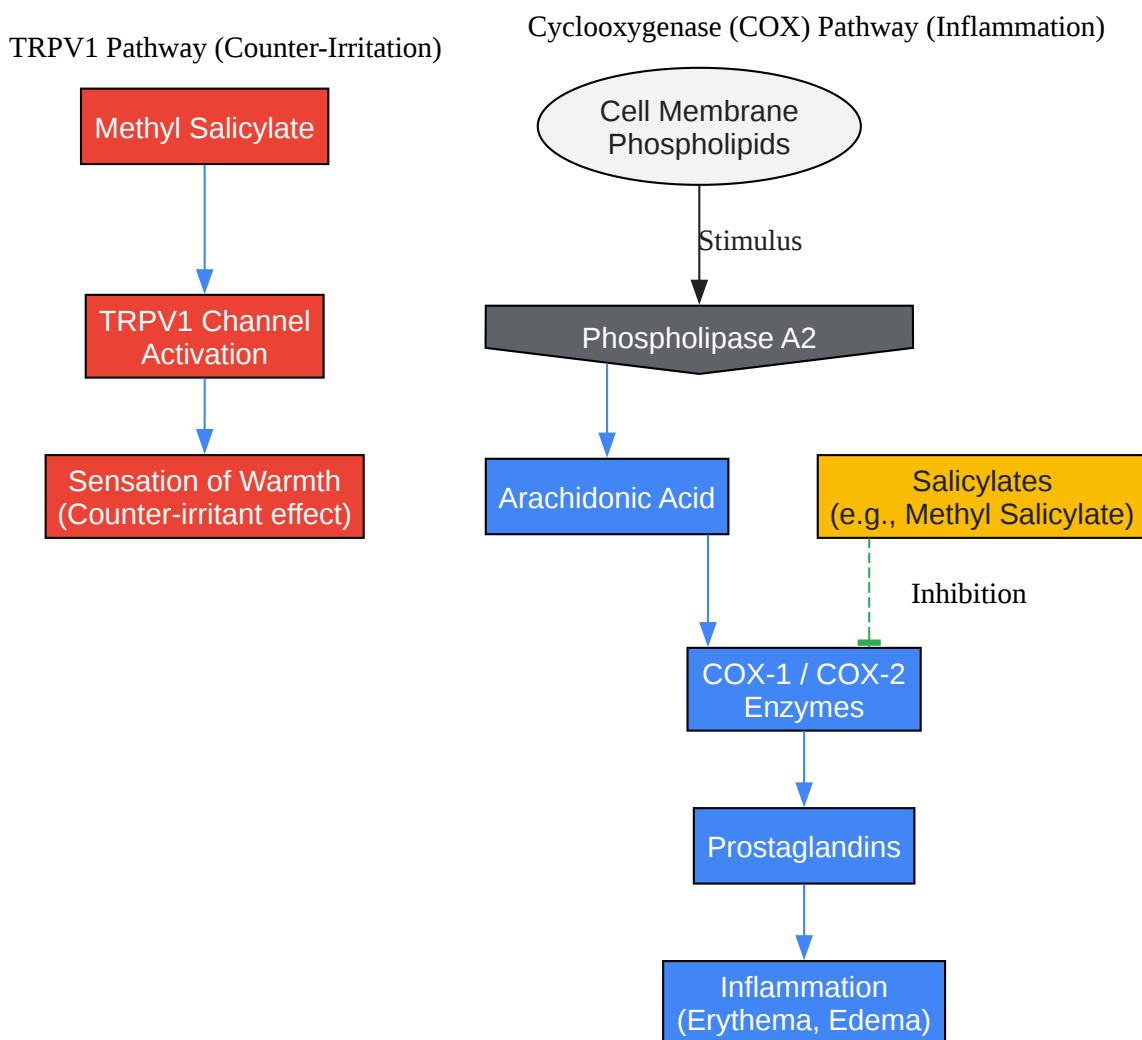 TRPV1 Pathway (Counter-Irritation)
Methyl Salicylate
TRPV1 Channel
Activation
Sensation of Warmth
(Counter-irritant effect)
Cyclooxygenase (COX) Pathway (Inflammation)
Cell Membrane
Phospholipids
Stimulus
Phospholipase A2
Arachidonic Acid
Salicylates
(e.g., Methyl Salicylate)
Inhibition
COX-1 / COX-2
Enzymes
Prostaglandins
Inflammation
(Erythema, Edema)